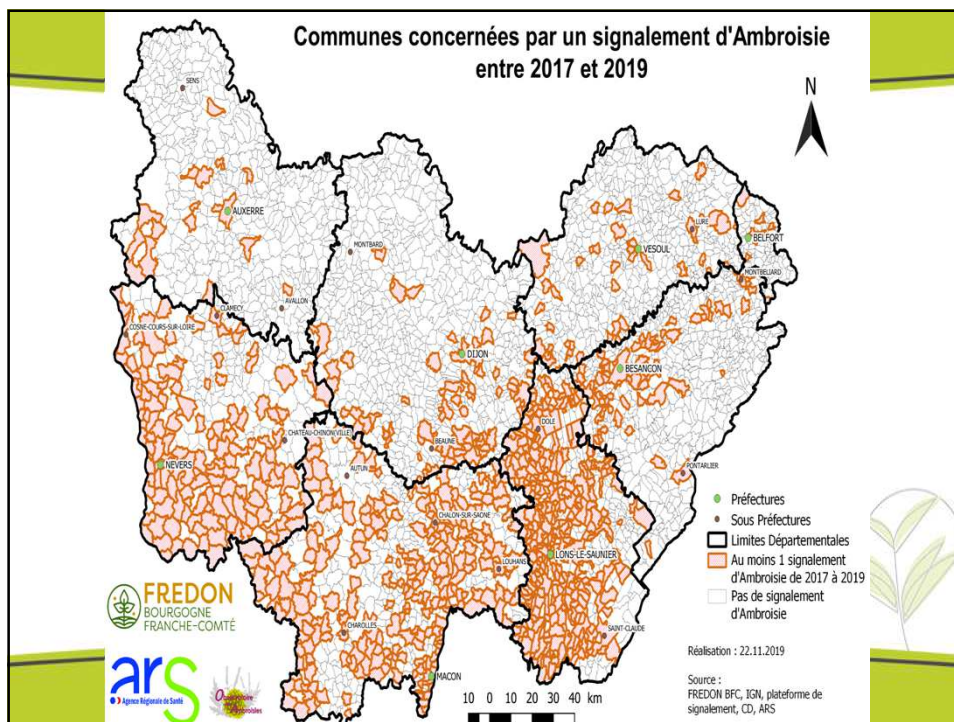 Communes concernées par un signalement d'Ambroisie
entre 2017 et 2019
N
SENS
AUXERRE
MONTBARD
LURE
VESOUL
BELFORT
MONTBELIARD
CLAMECY
AVALLON
COSNE-COURS-SUR-LOIRE
DIJON
BESANCON
DOLE
CHATEAU-CHINON(VILLE)
BEAUNE
NEVERS
AUTUN
PONTARLIER
CHALON-SUR-SAONE
LONS-LE-SAUNIER
LOUHANS
CHAROLLES
SAINT-CLAUDE
MACON
Préfectures
Sous Préfectures
Limites Départementales
Au moins 1 signalement
d'Ambroisie de 2017 à 2019
Pas de signalement
d'Ambroisie
FREDON
BOURGOGNE
FRANCHE-COMTÉ
ars
Agence Régionale de Santé
Observatoire
des
Ambroisies
10 0 10 20 30 40 km
Réalisation : 22.11.2019
Source :
FREDON BFC, IGN, plateforme de
signalement, CD, ARS